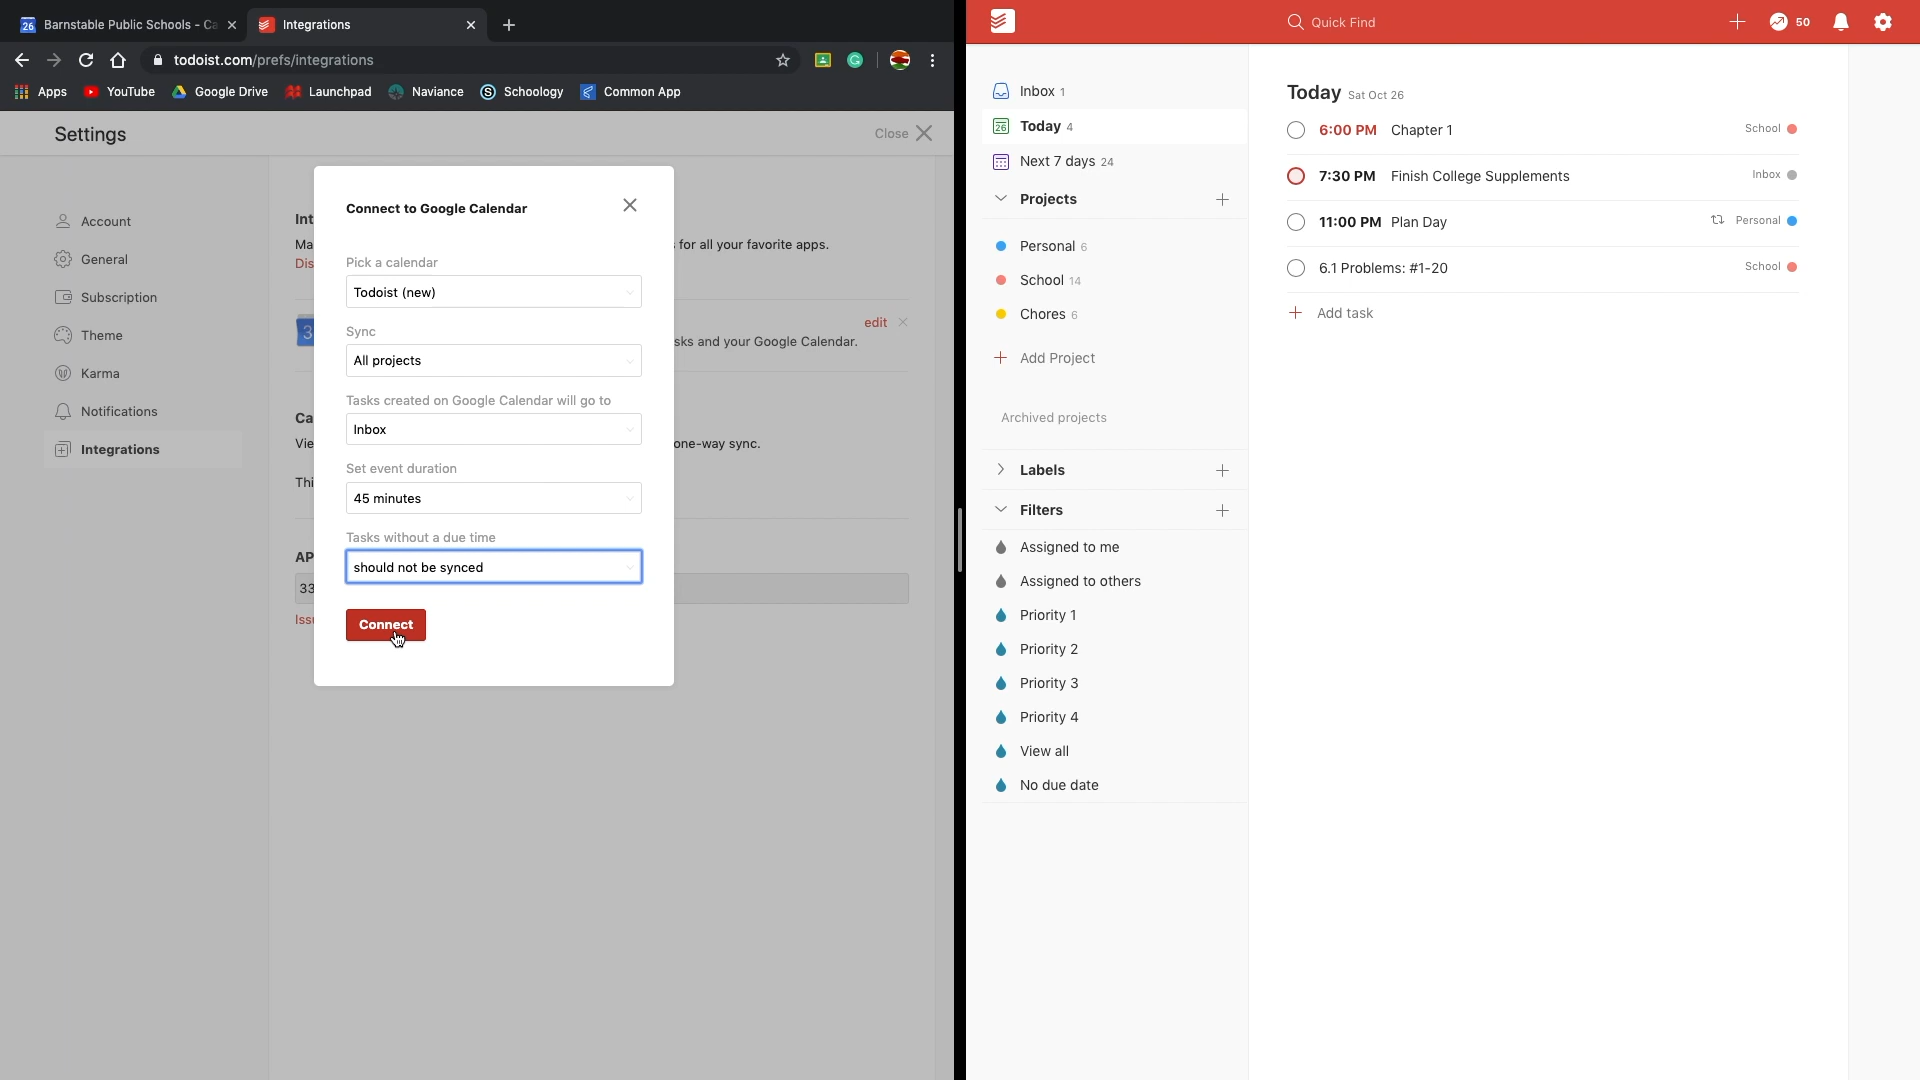 26 Barnstable Public Schools - Ca
Integrations
todoist.com/prefs/integrations
Apps
YouTube
Google Drive
Launchpad
Naviance
Schoology
Common App
Settings
Close
Account
General
Subscription
Theme
Karma
Notifications
Integrations
Int
Ma
for all your favorite apps.
Dis
3
edit
sks and your Google Calendar.
Ca
Vie
one-way sync.
Thi
AP
33
Issu
Connect to Google Calendar
Pick a calendar
Todoist (new)
Sync
All projects
Tasks created on Google Calendar will go to
Inbox
Set event duration
45 minutes
Tasks without a due time
should not be synced
Connect
Quick Find
50
Inbox 1
26 Today 4
Next 7 days 24
Projects
Personal 6
School 14
Chores 6
Add Project
Archived projects
Labels
Filters
Assigned to me
Assigned to others
Priority 1
Priority 2
Priority 3
Priority 4
View all
No due date
Today Sat Oct 26
6:00 PM Chapter 1 School
7:30 PM Finish College Supplements Inbox
11:00 PM Plan Day Personal
6.1 Problems: #1-20 School
Add task